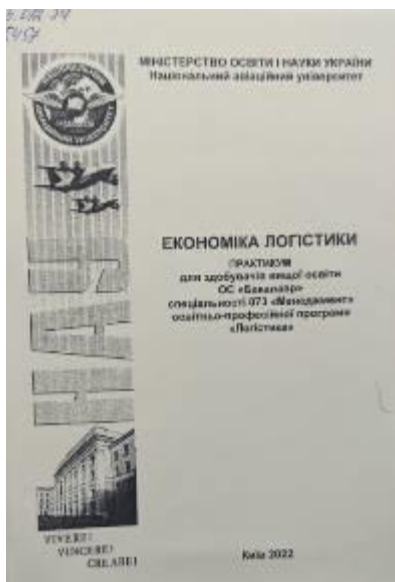 МІНІСТЕРСТВО ОСВІТИ І НАУКИ УКРАЇНИ
Національний авіаційний університет
ЕКОНОМІКА ЛОГІСТИКИ
ПРАКТИКУМ
для здобувачів вищої освіти
ОС «Бакалавр»
спеціальності 073 «Менеджмент»
освітньо-професійної програми
«Логістика»
НАУ
VIVERE!
VINCERE!
CREARE!
Київ 2022